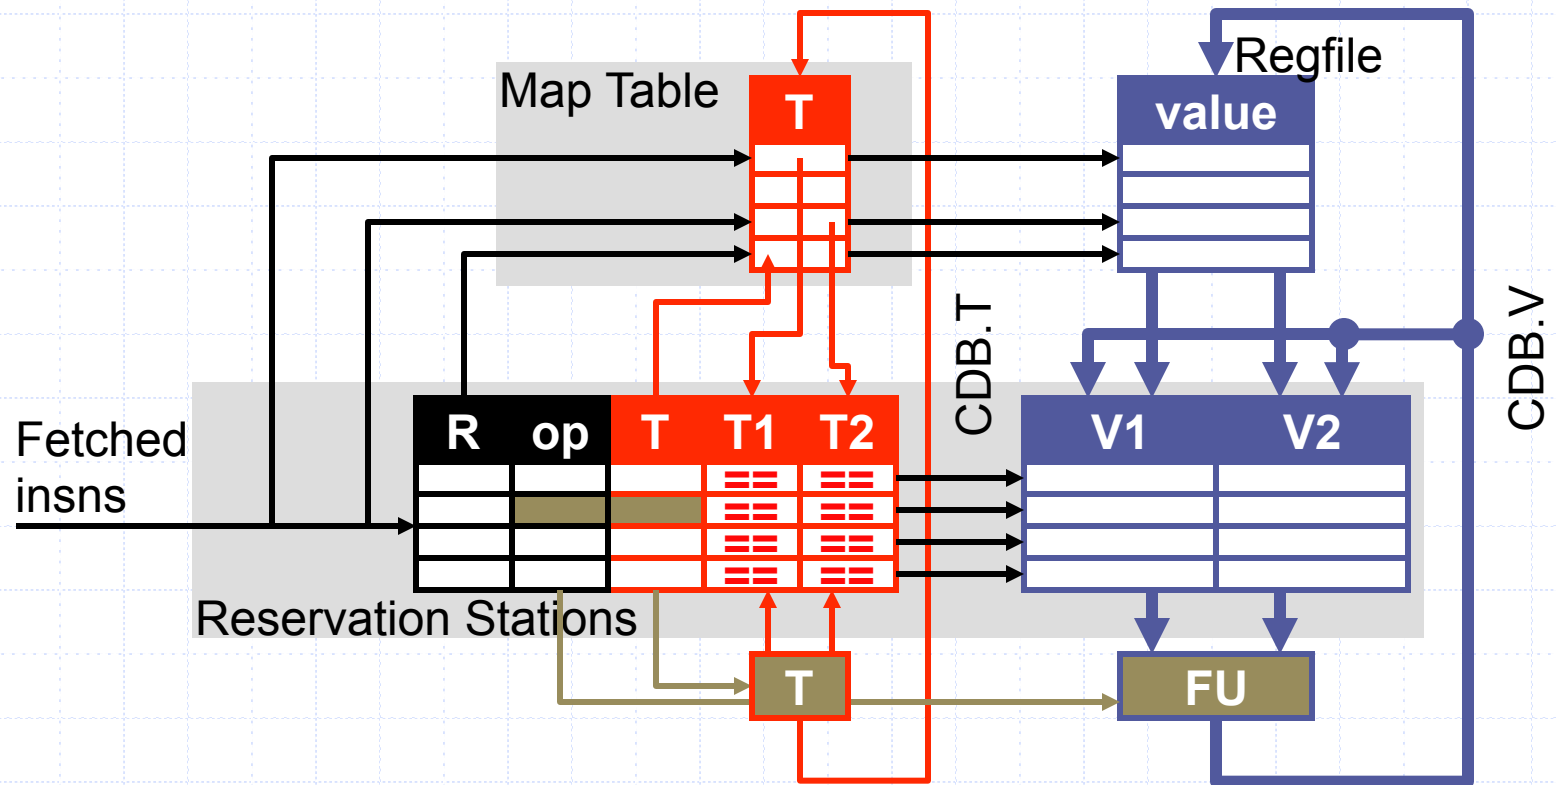 Regfile
Map Table
T
value
CDB.T
CDB.V
Fetched
insns
R op T T1 T2
V1 V2
== ==
== ==
== ==
== ==
Reservation Stations
T
FU